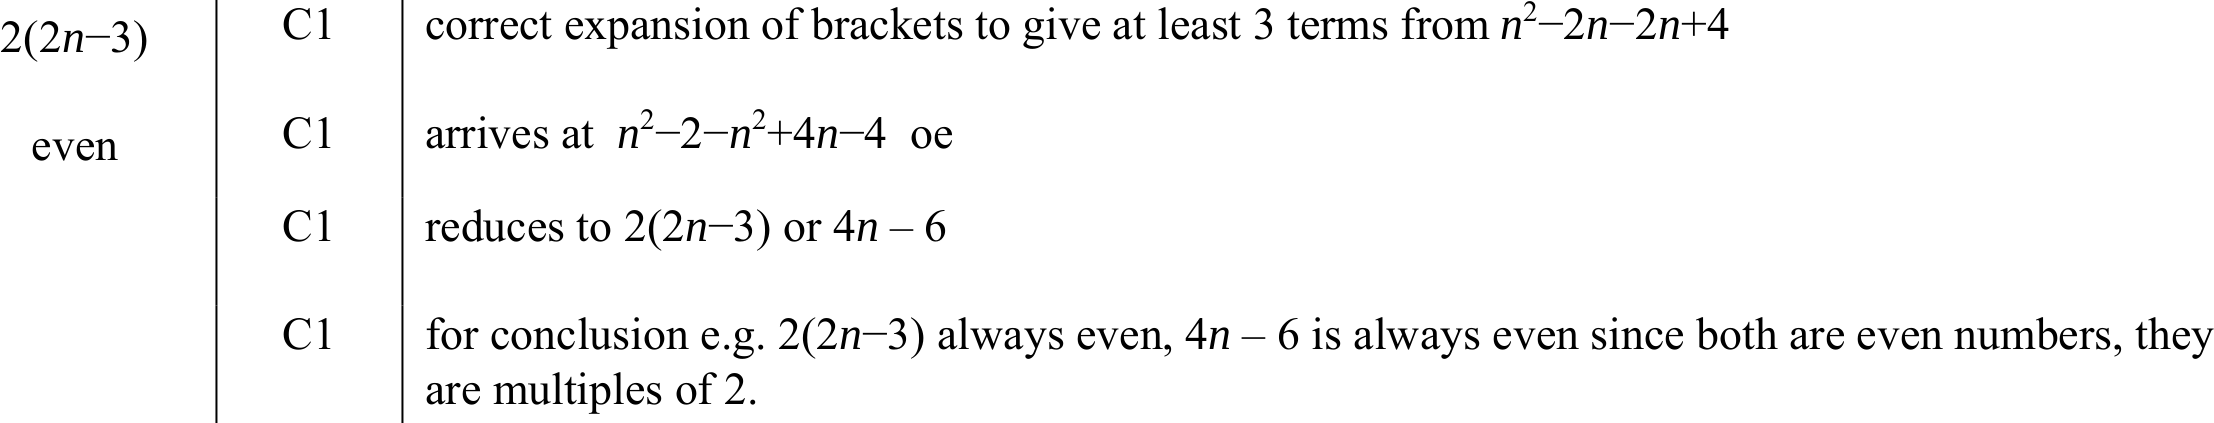 2(2n−3) C1 correct expansion of brackets to give at least 3 terms from n²−2n−2n+4
even C1 arrives at n²−2−n²+4n−4 oe
C1 reduces to 2(2n−3) or 4n – 6
C1 for conclusion e.g. 2(2n−3) always even, 4n – 6 is always even since both are even numbers, they
are multiples of 2.